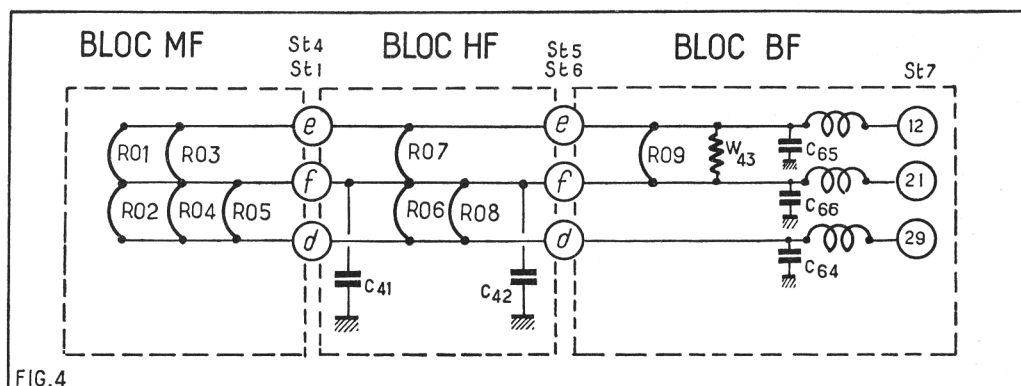 BLOC MF
St4
St1
BLOC HF
St5
St6
BLOC BF
St7
e
e
12
R01
R03
R07
R09
W43
C65
f
f
21
R02
R04
R05
R06
R08
C66
d
d
29
C41
C42
C64
FIG.4